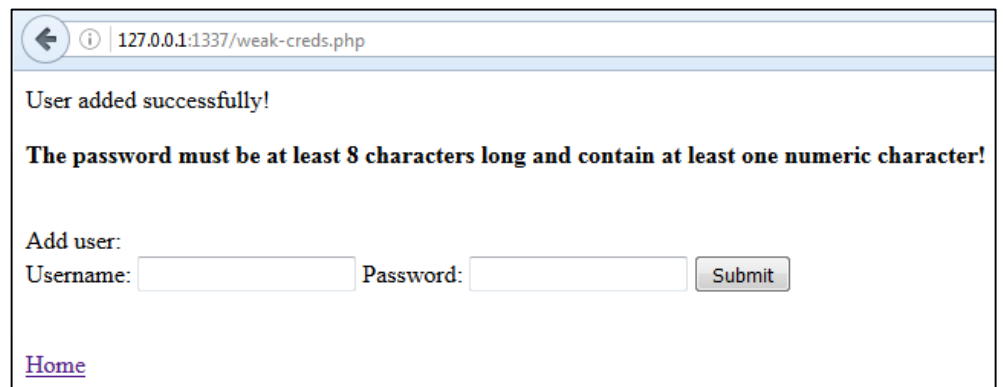 127.0.0.1:1337/weak-creds.php
User added successfully!
The password must be at least 8 characters long and contain at least one numeric character!
Add user:
Username: Password: Submit
Home